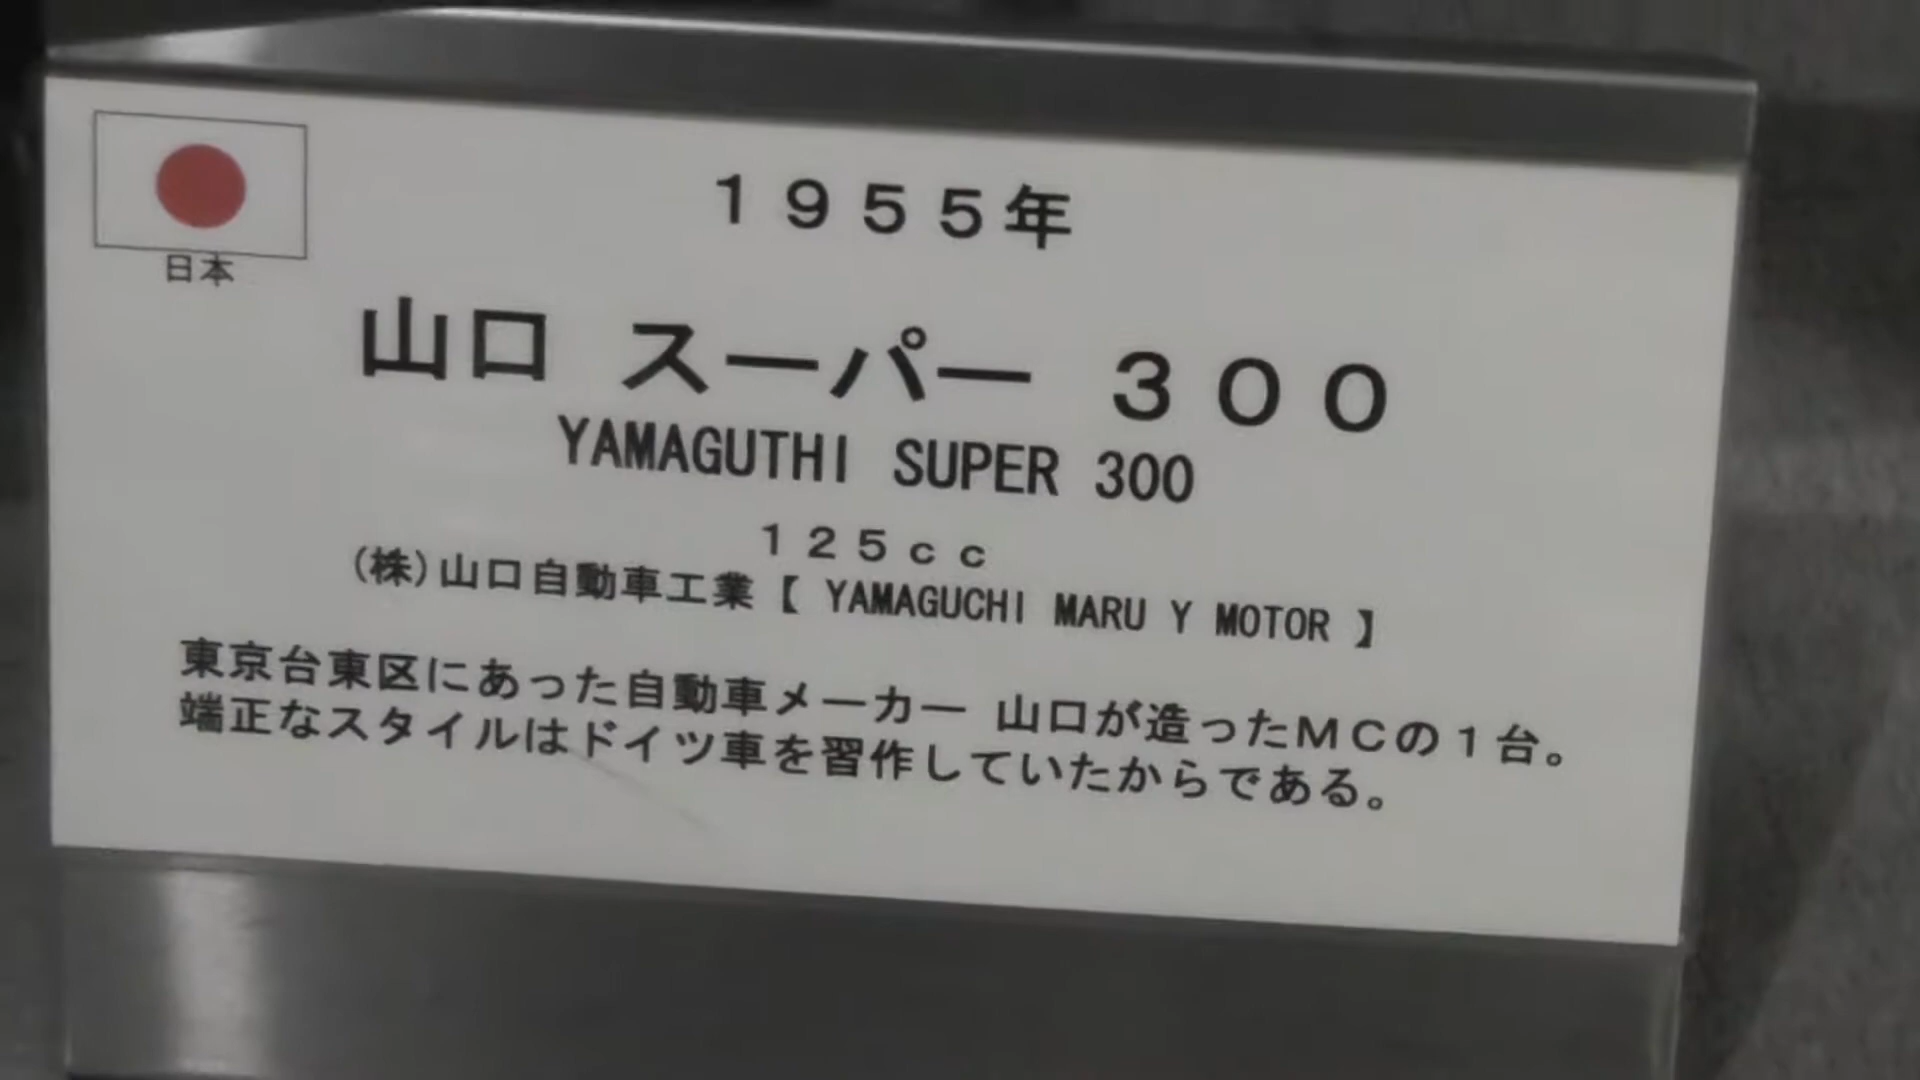 日本
１９５５年
山口 スーパー ３００
YAMAGUTHI SUPER 300
１２５ｃｃ
(株)山口自動車工業【 YAMAGUCHI MARU Y MOTOR 】
東京台東区にあった自動車メーカー 山口が造ったＭＣの１台。
端正なスタイルはドイツ車を習作していたからである。